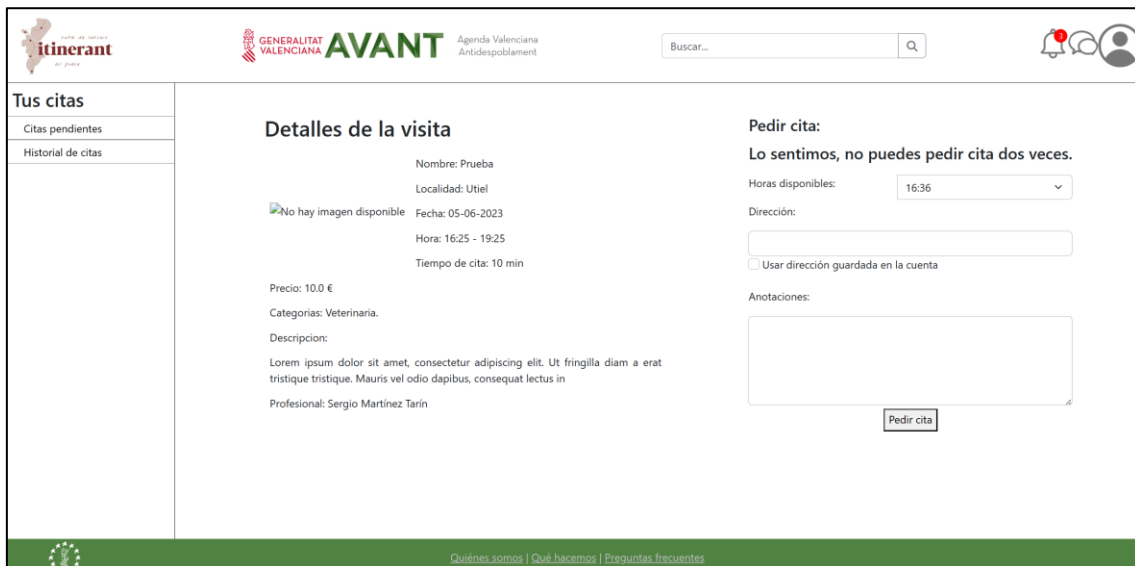 ruta de serveis
itinerant
al poble
GENERALITAT
VALENCIANA
AVANT
Agenda Valenciana
Antidespoblament
Buscar...
3
Tus citas
Citas pendientes
Historial de citas
Detalles de la visita
Nombre: Prueba
Localidad: Utiel
No hay imagen disponible
Fecha: 05-06-2023
Hora: 16:25 - 19:25
Tiempo de cita: 10 min
Precio: 10.0 €
Categorias: Veterinaria.
Descripcion:
Lorem ipsum dolor sit amet, consectetur adipiscing elit. Ut fringilla diam a erat
tristique tristique. Mauris vel odio dapibus, consequat lectus in
Profesional: Sergio Martínez Tarín
Pedir cita:
Lo sentimos, no puedes pedir cita dos veces.
Horas disponibles:
16:36
Dirección:
Usar dirección guardada en la cuenta
Anotaciones:
Pedir cita
Quiénes somos | Qué hacemos | Preguntas frecuentes